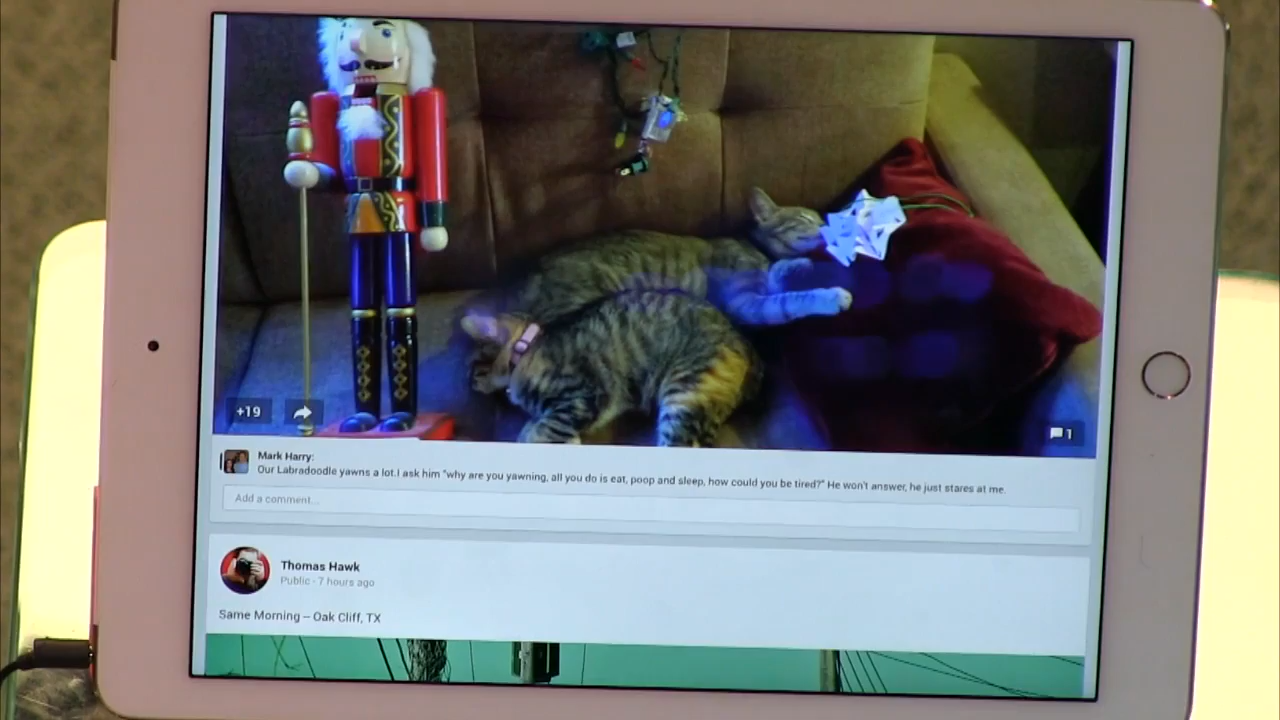 +19
1
Mark Harry:
Our Labradoodle yawns a lot.I ask him "why are you yawning, all you do is eat, poop and sleep, how could you be tired?" He won't answer, he just stares at me.
Add a comment...
Thomas Hawk
Public - 7 hours ago
Same Morning – Oak Cliff, TX